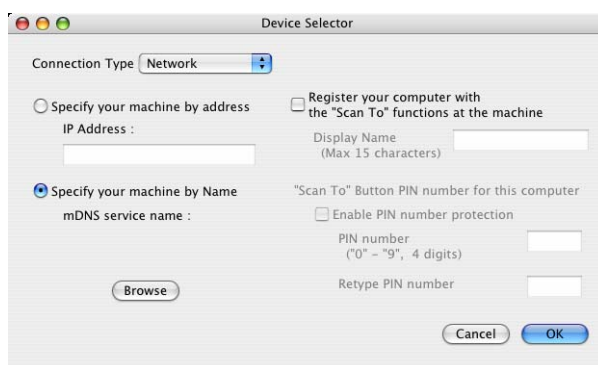 Device Selector
Connection Type Network
Specify your machine by address
IP Address :
Specify your machine by Name
mDNS service name :
Browse
Register your computer with
the "Scan To" functions at the machine
Display Name
(Max 15 characters)
"Scan To" Button PIN number for this computer
Enable PIN number protection
PIN number
("0" – "9", 4 digits)
Retype PIN number
Cancel OK